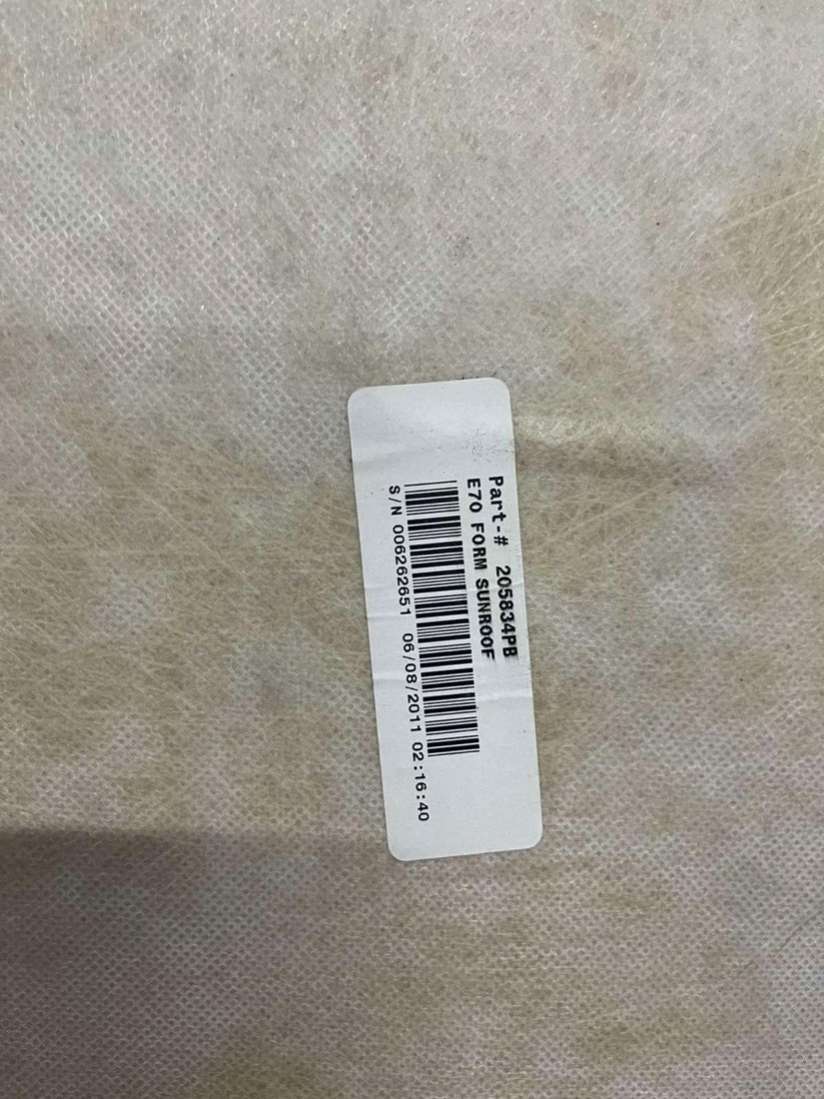 Part-# 205834PB
E70 FORM SUNROOF
S/N 006262651 06/08/2011 02:16:40